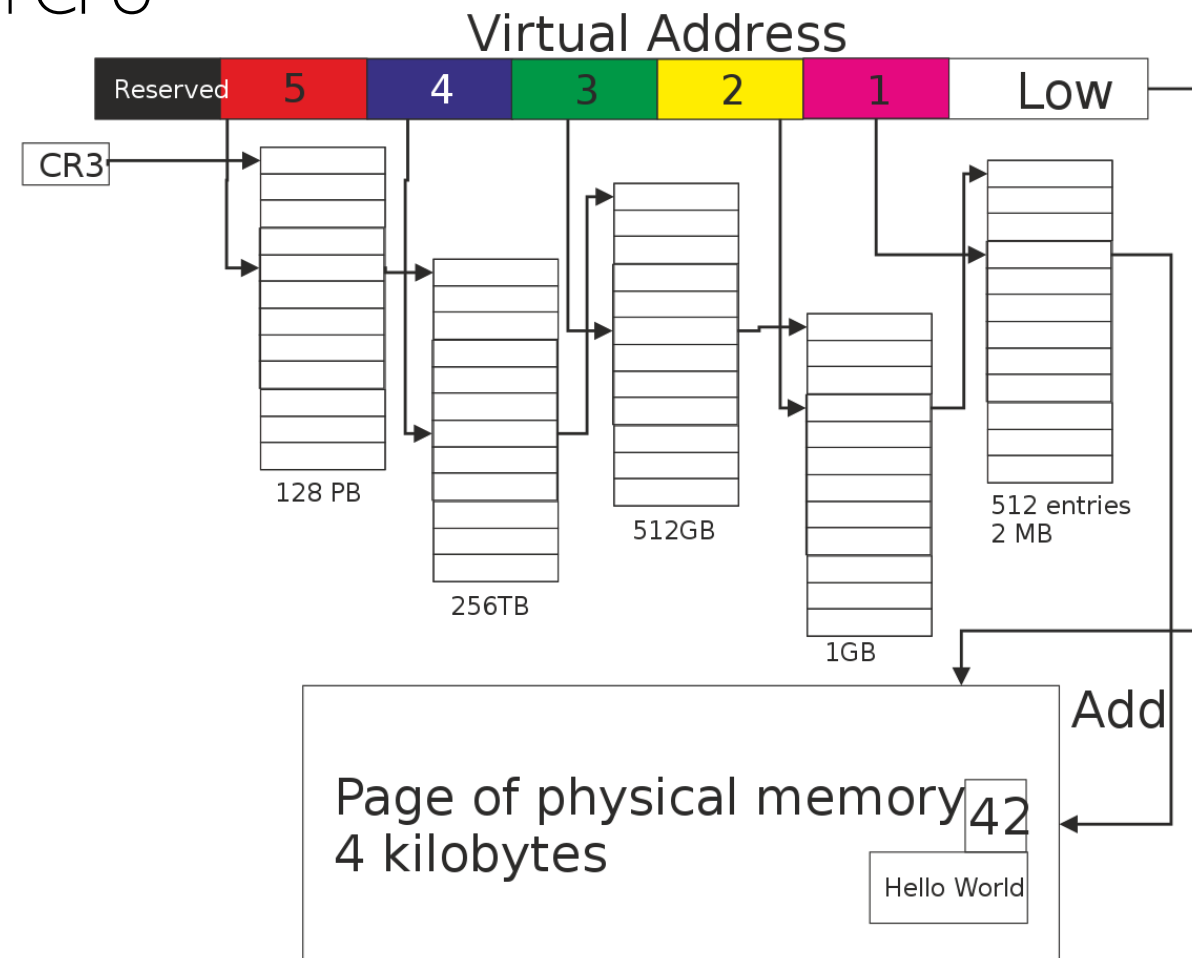 Virtual Address
Reserved 5 4 3 2 1 Low
CR3
128 PB
256TB
512GB
1GB
512 entries
2 MB
Add
Page of physical memory
4 kilobytes
42
Hello World